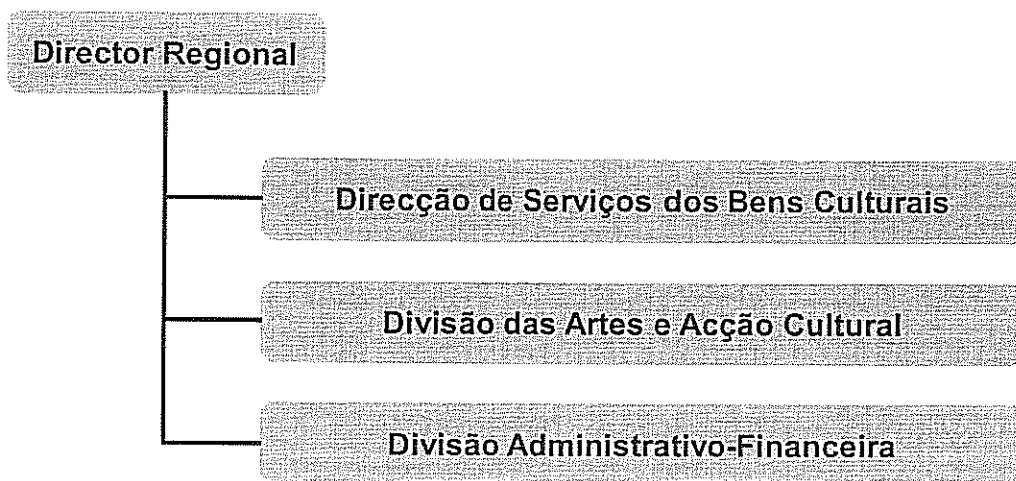 Director Regional
Direcção de Serviços dos Bens Culturais
Divisão das Artes e Acção Cultural
Divisão Administrativo-Financeira